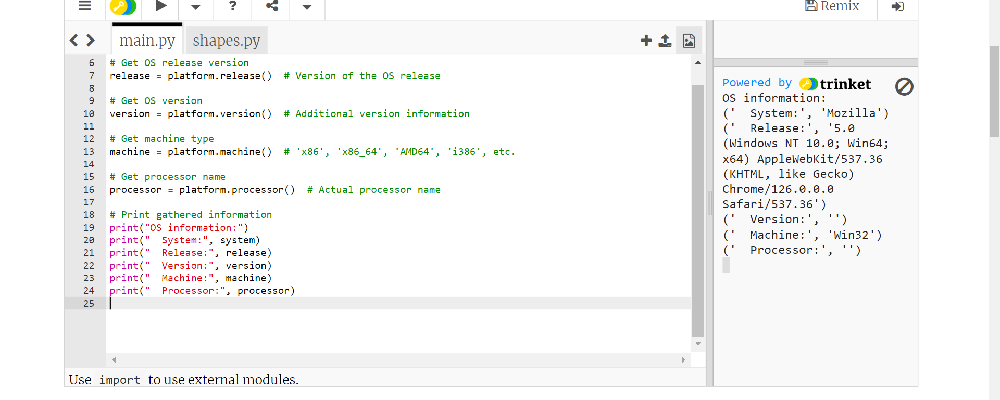 Remix
main.py
shapes.py
6 # Get OS release version
7 release = platform.release()  # Version of the OS release
8
9 # Get OS version
10 version = platform.version()  # Additional version information
11
12 # Get machine type
13 machine = platform.machine()  # 'x86', 'x86_64', 'AMD64', 'i386', etc.
14
15 # Get processor name
16 processor = platform.processor()  # Actual processor name
17
18 # Print gathered information
19 print("OS information:")
20 print("  System:", system)
21 print("  Release:", release)
22 print("  Version:", version)
23 print("  Machine:", machine)
24 print("  Processor:", processor)
25
Use import to use external modules.
Powered by trinket
OS information:
('  System:', 'Mozilla')
('  Release:', '5.0
(Windows NT 10.0; Win64;
x64) AppleWebKit/537.36
(KHTML, like Gecko)
Chrome/126.0.0.0
Safari/537.36')
('  Version:', '')
('  Machine:', 'Win32')
('  Processor:', '')